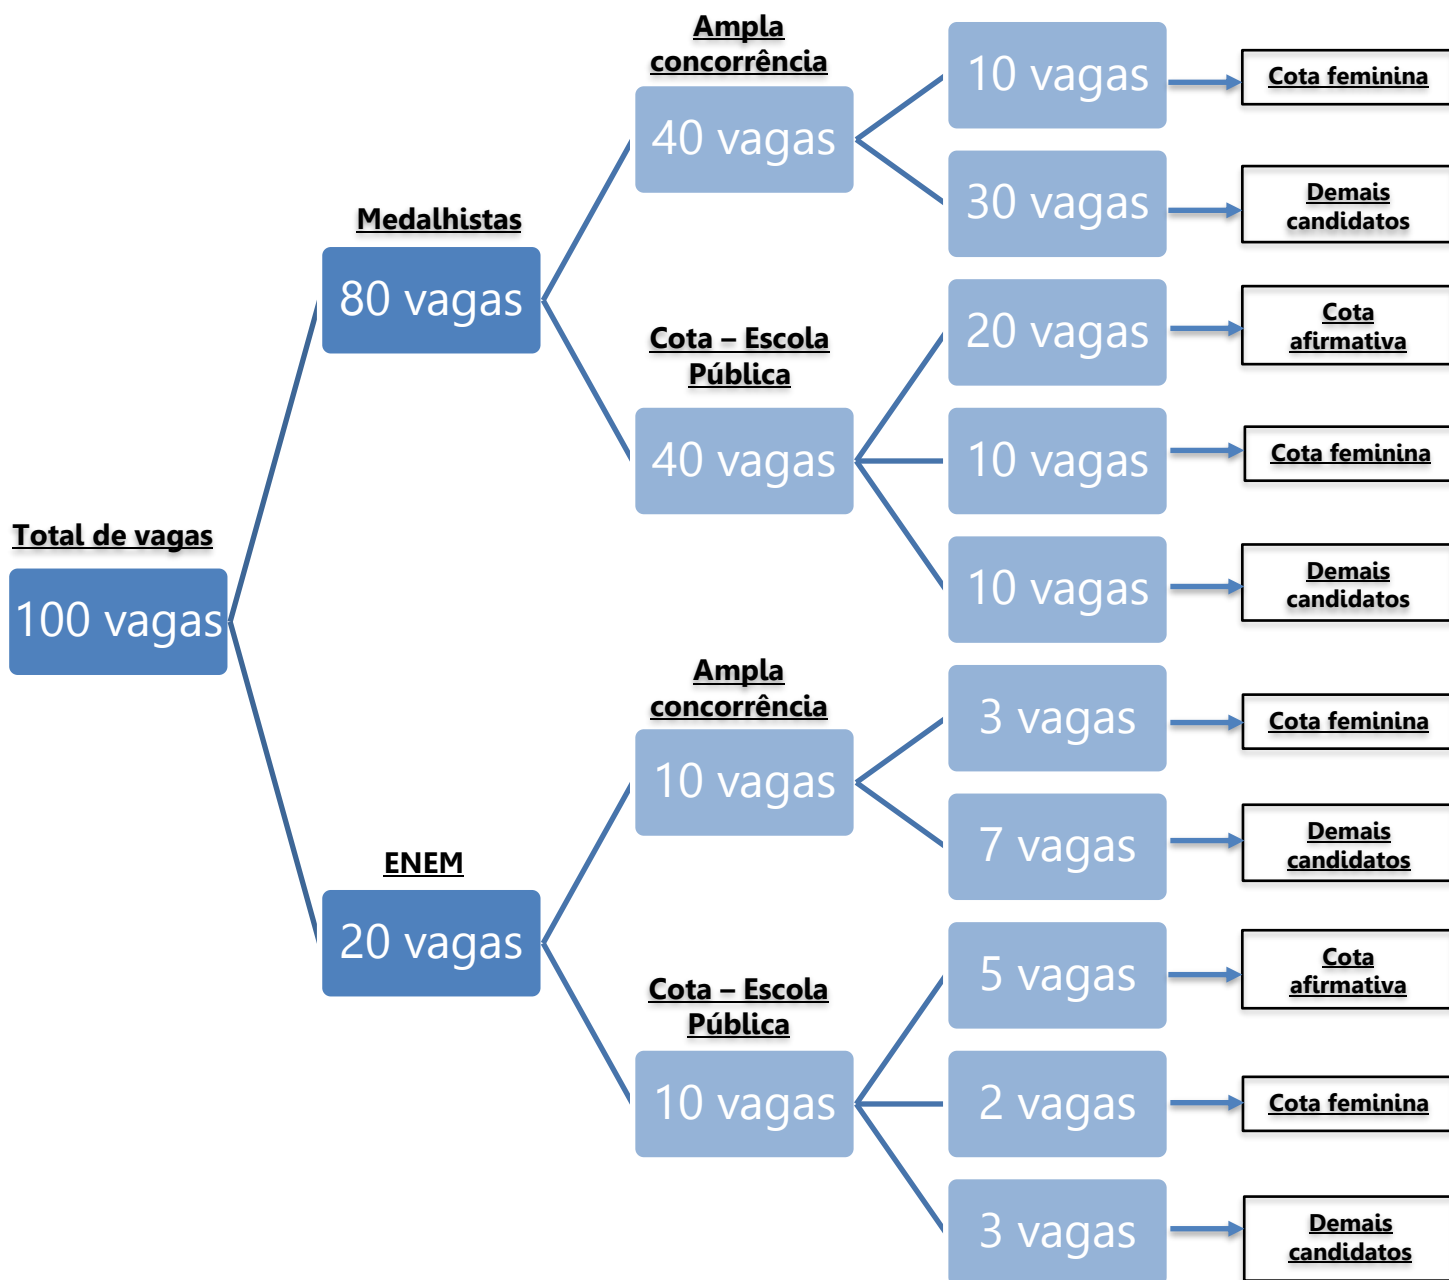 Total de vagas
100 vagas
Medalhistas
80 vagas
Ampla
concorrência
40 vagas
10 vagas
Cota feminina
30 vagas
Demais
candidatos
Cota – Escola
Pública
40 vagas
20 vagas
Cota
afirmativa
10 vagas
Cota feminina
10 vagas
Demais
candidatos
ENEM
20 vagas
Ampla
concorrência
10 vagas
3 vagas
Cota feminina
7 vagas
Demais
candidatos
Cota – Escola
Pública
10 vagas
5 vagas
Cota
afirmativa
2 vagas
Cota feminina
3 vagas
Demais
candidatos